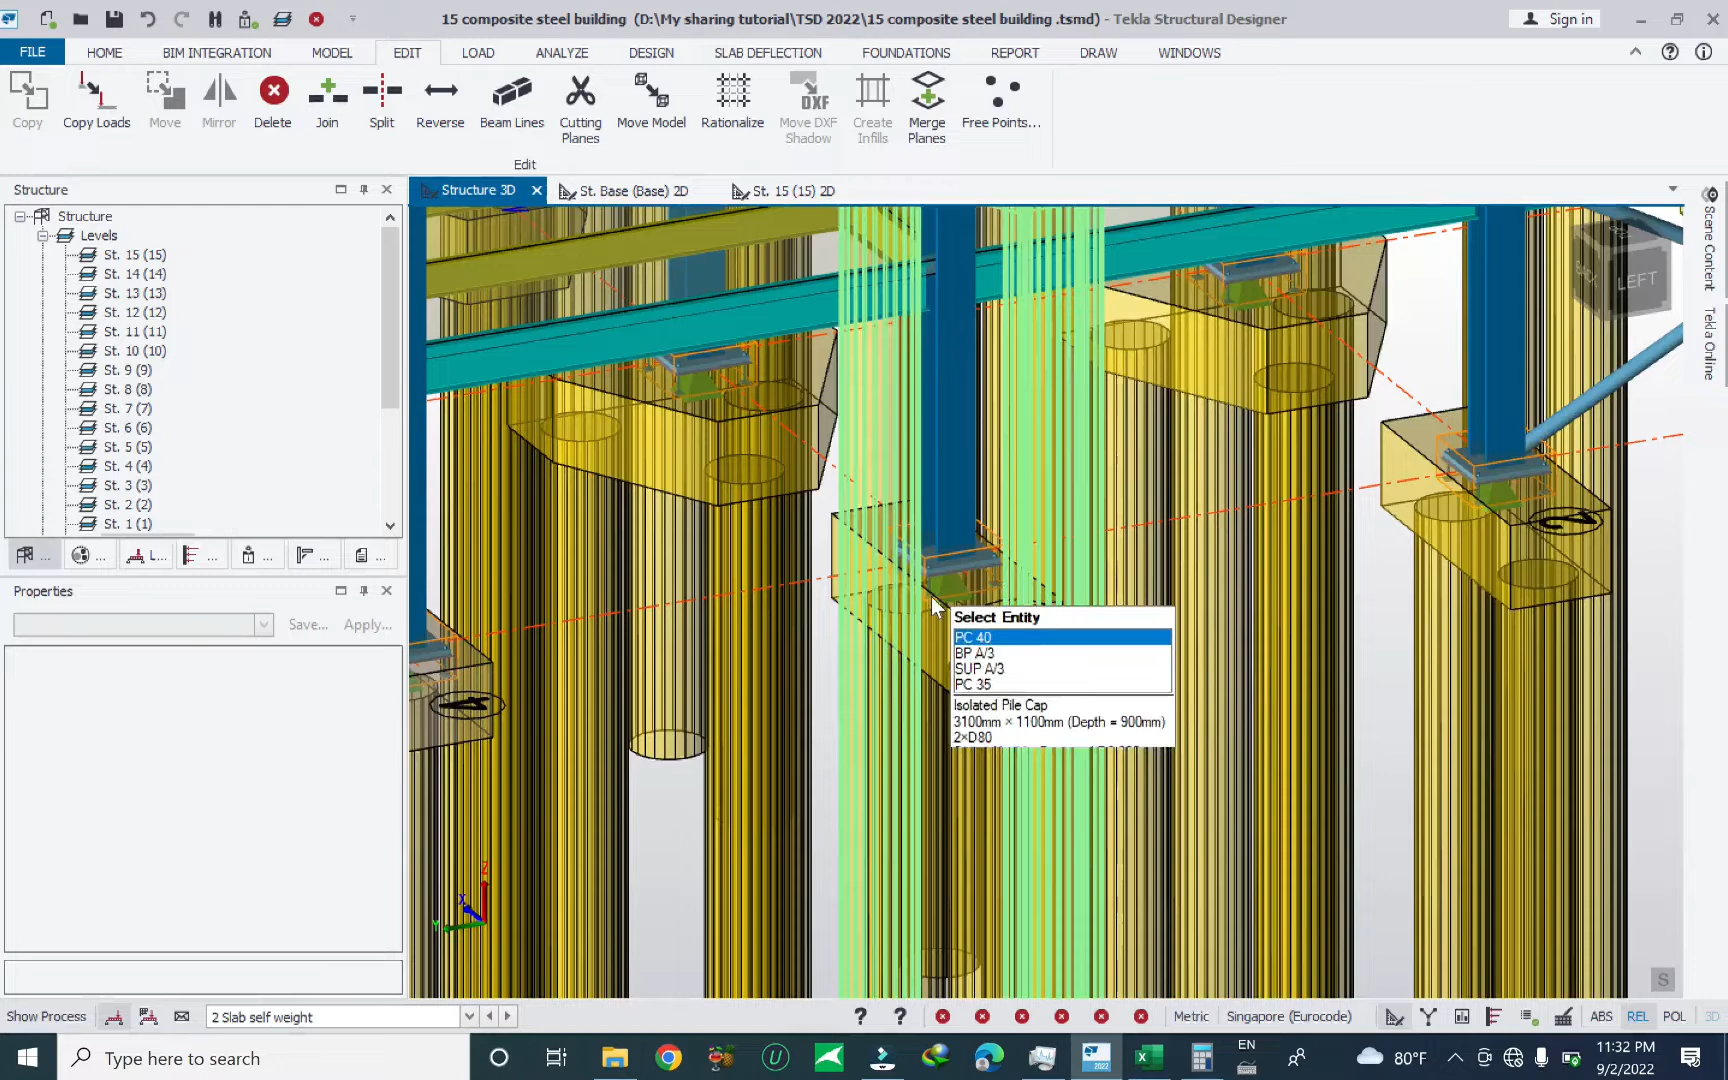 15 composite steel building (D:\My sharing tutorial\TSD 2022\15 composite steel building .tsmd) - Tekla Structural Designer
Sign in
FILE
HOME
BIM INTEGRATION
MODEL
EDIT
LOAD
ANALYZE
DESIGN
SLAB DEFLECTION
FOUNDATIONS
REPORT
DRAW
WINDOWS
Copy
Copy Loads
Move
Mirror
Delete
Join
Split
Reverse
Beam Lines
Cutting
Planes
Move Model
Rationalize
DXF
Move DXF
Shadow
Create
Infills
Merge
Planes
Free Points...
Edit
Structure
Structure 3D
St. Base (Base) 2D
St. 15 (15) 2D
Structure
Levels
St. 15 (15)
St. 14 (14)
St. 13 (13)
St. 12 (12)
St. 11 (11)
St. 10 (10)
St. 9 (9)
St. 8 (8)
St. 7 (7)
St. 6 (6)
St. 5 (5)
St. 4 (4)
St. 3 (3)
St. 2 (2)
St. 1 (1)
L...
Properties
Save...
Apply...
Scene Content
Tekla Online
BACK
LEFT
2
A
Select Entity
PC 40
BP A/3
SUP A/3
PC 35
Isolated Pile Cap
3100mm × 1100mm (Depth = 900mm)
2×D80
Z
X
Y
S
Show Process
2 Slab self weight
Metric
Singapore (Eurocode)
ABS
REL
POL
3D
Type here to search
2022
EN
80°F
11:32 PM
9/2/2022